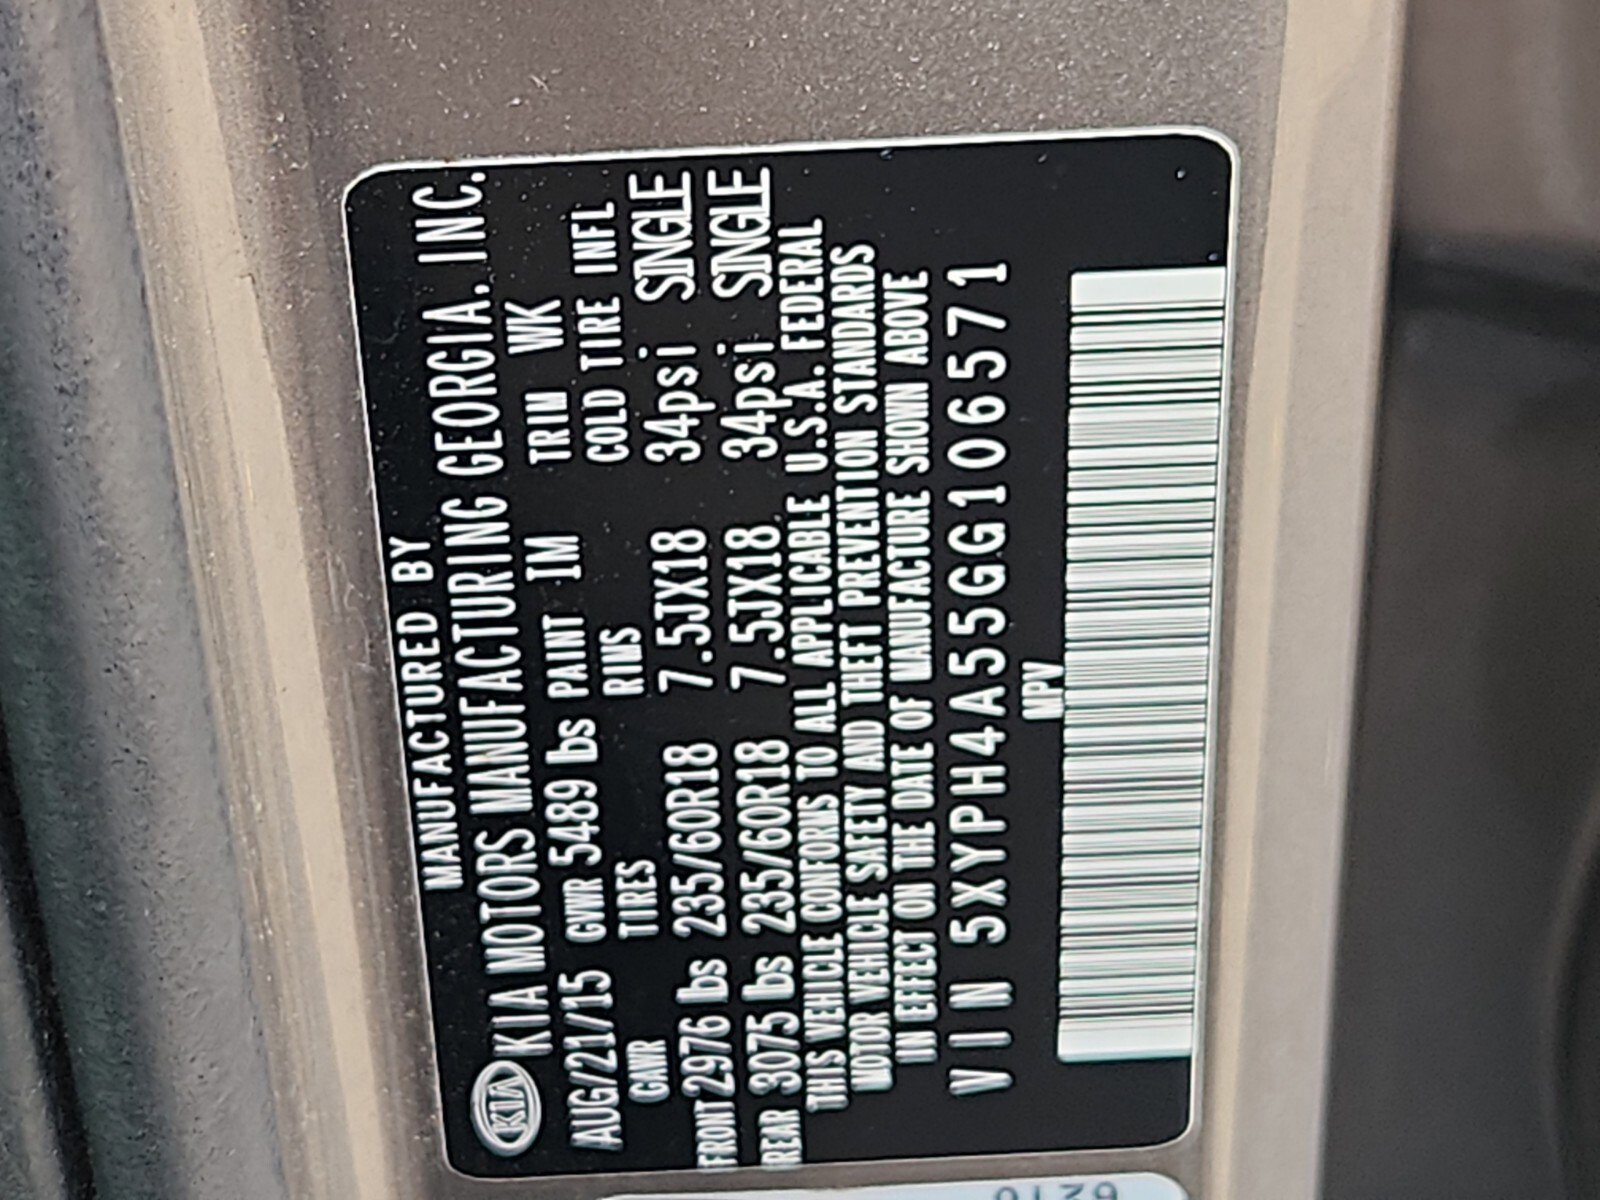 MANUFACTURED BY
KIA KIA MOTORS MANUFACTURING GEORGIA, INC.
AUG/21/15 GVWR 5489 lbs PAINT IM TRIM WK
GAWR TIRES RIMS COLD TIRE INFL
FRONT 2976 lbs 235/60R18 7.5JX18 34psi SINGLE
REAR 3075 lbs 235/60R18 7.5JX18 34psi SINGLE
THIS VEHICLE CONFORMS TO ALL APPLICABLE U.S.A. FEDERAL
MOTOR VEHICLE SAFETY AND THEFT PREVENTION STANDARDS
IN EFFECT ON THE DATE OF MANUFACTURE SHOWN ABOVE
VIN 5XYPH4A55GG106571
MPV